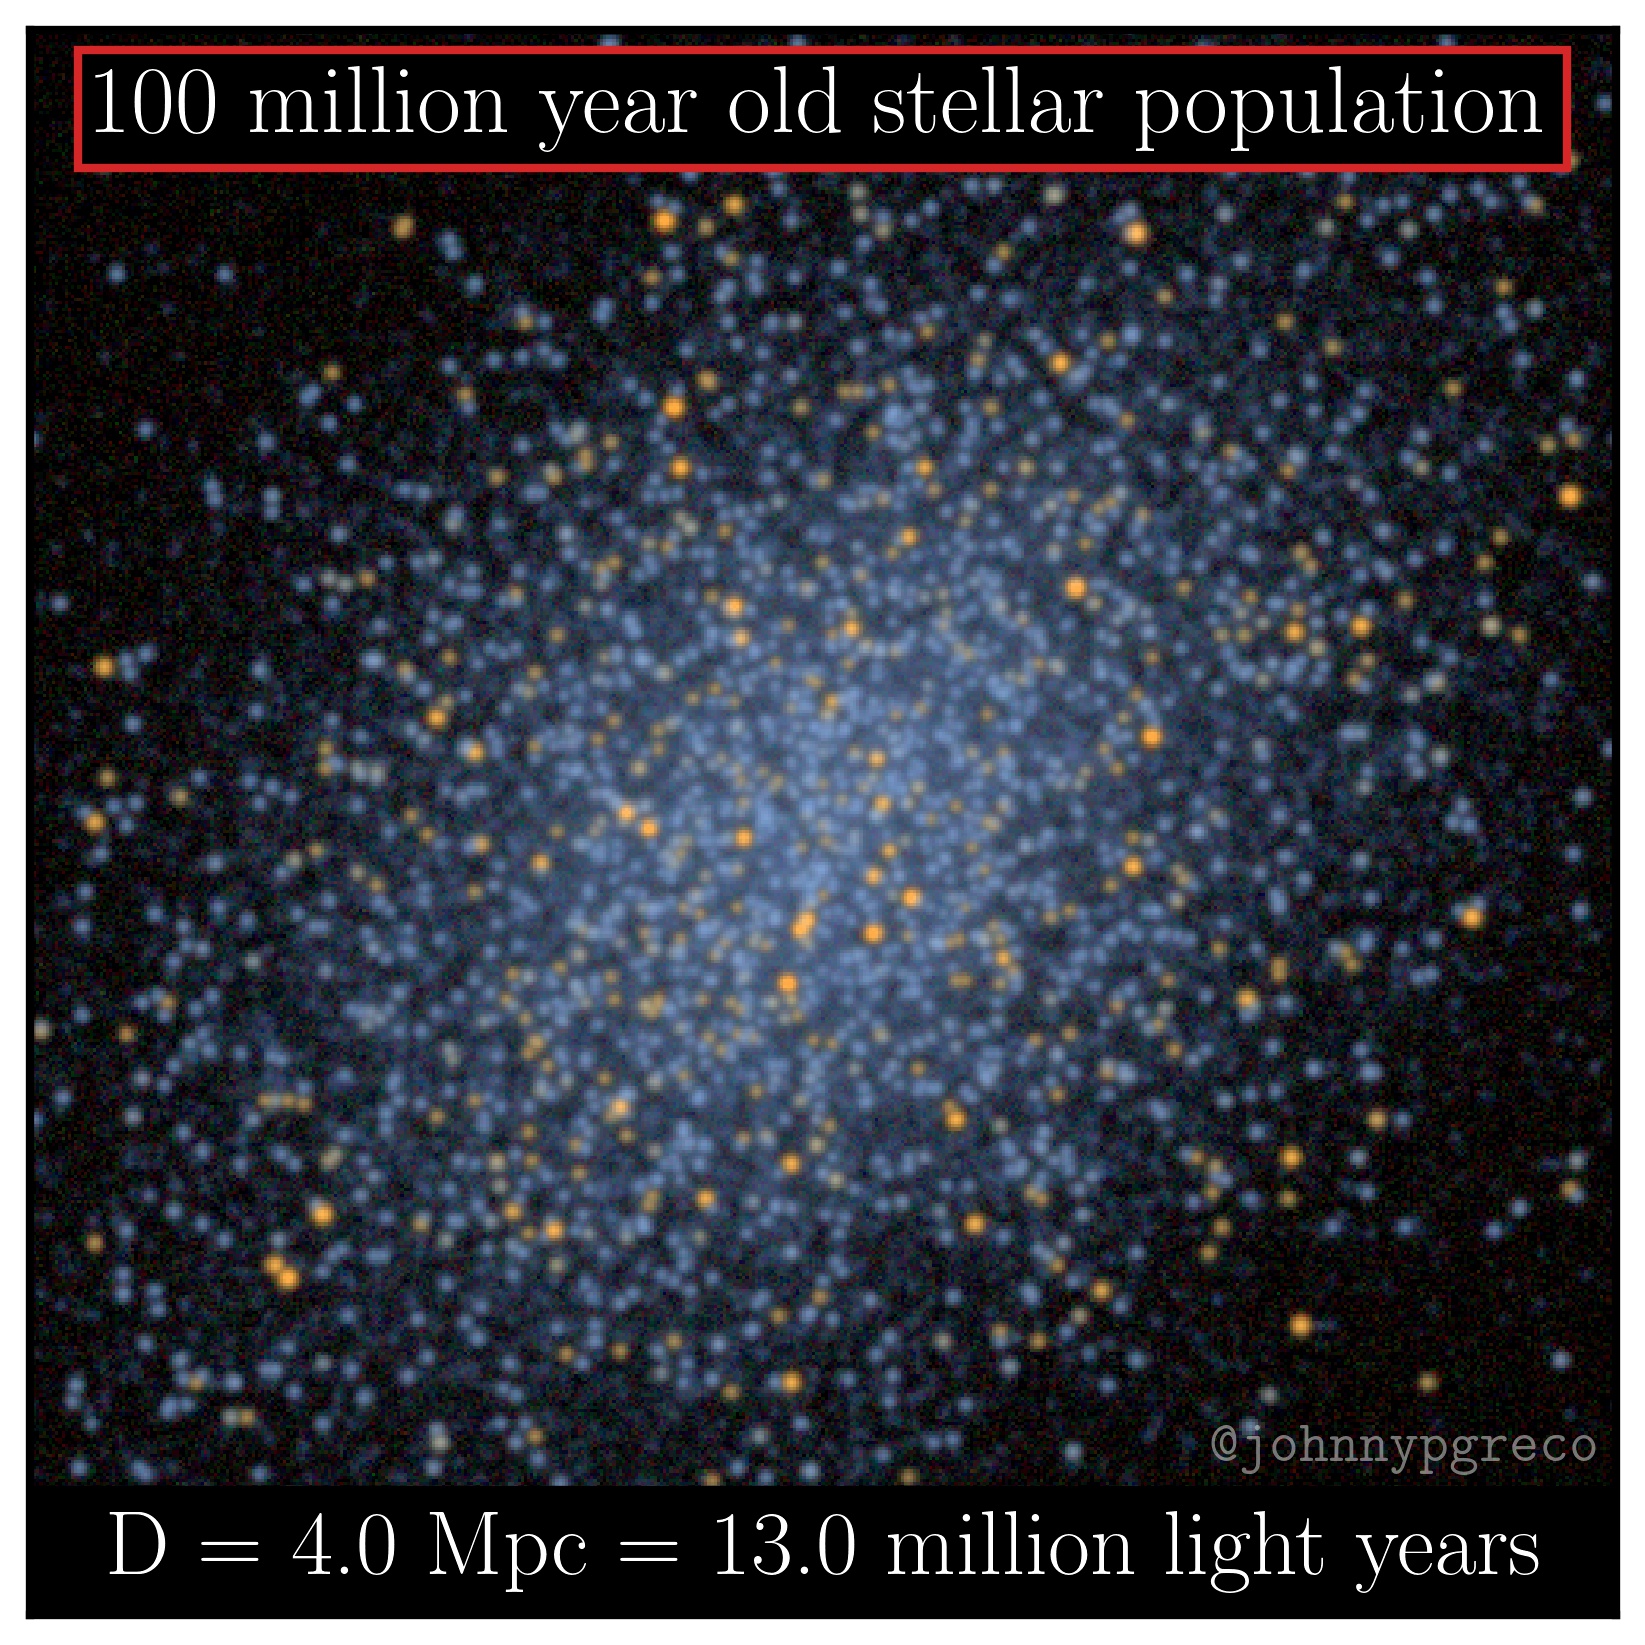 100 million year old stellar population
@johnnypgreco
D = 4.0 Mpc = 13.0 million light years